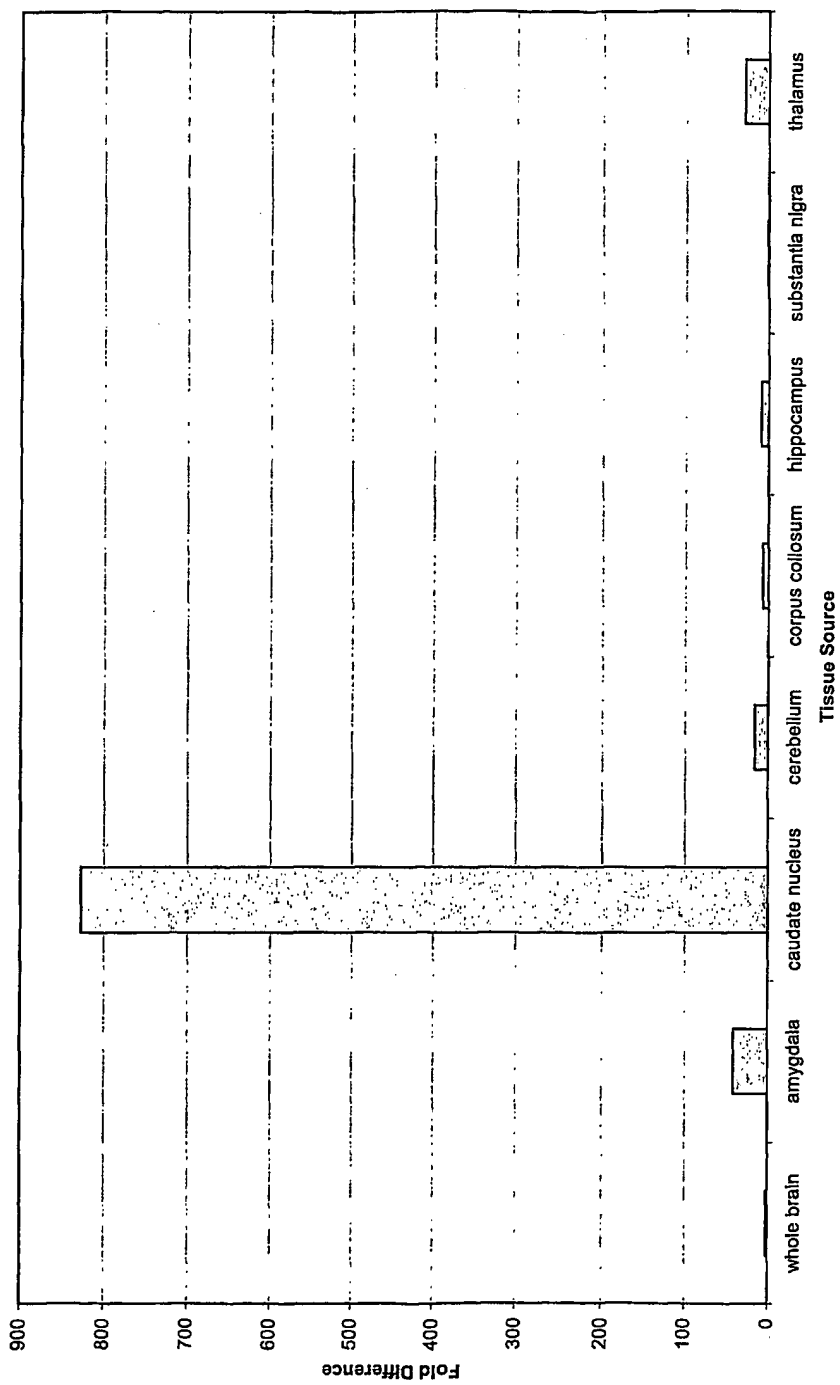 Fold Difference
900
800
700
600
500
400
300
200
100
0
whole brain
amygdala
caudate nucleus
cerebellum
corpus collosum
hippocampus
substantia nigra
thalamus
Tissue Source